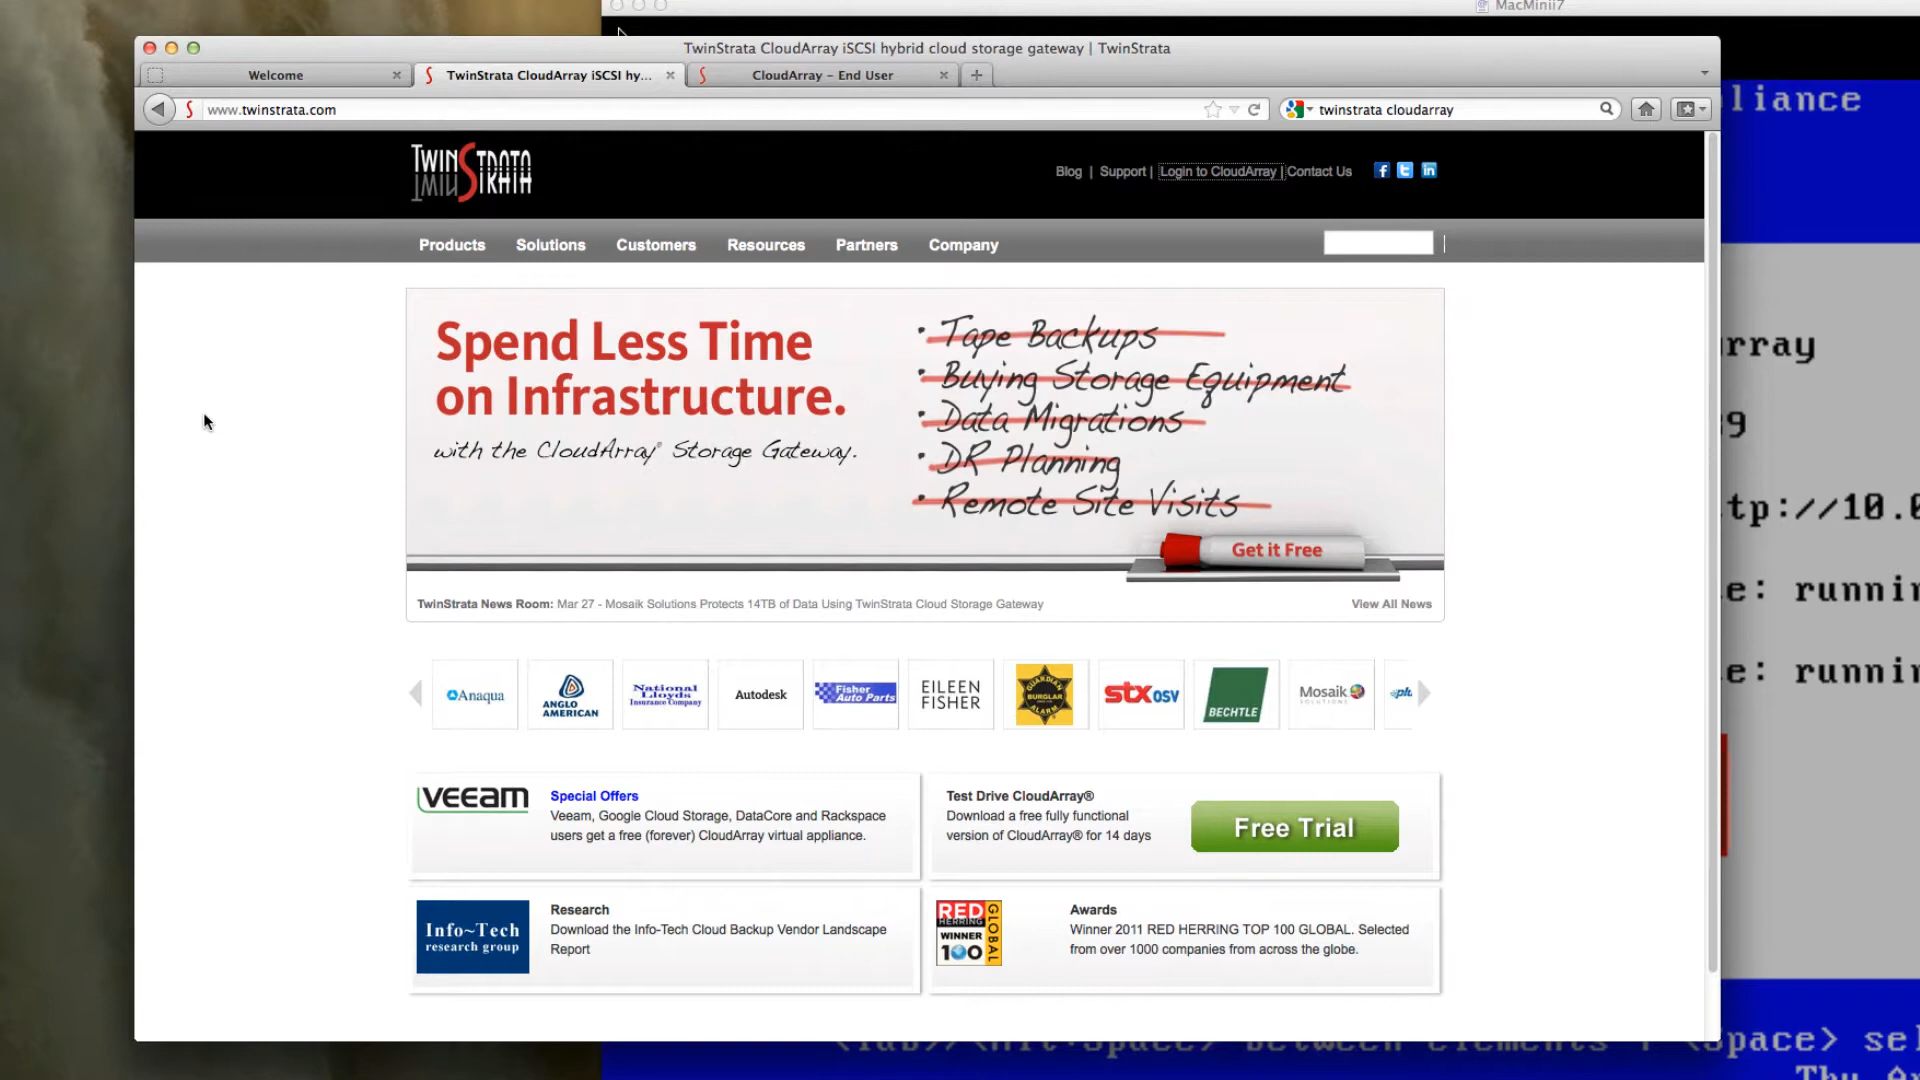 MacMinii7
TwinStrata CloudArray iSCSI hybrid cloud storage gateway | TwinStrata
Welcome
TwinStrata CloudArray iSCSI hy...
CloudArray – End User
www.twinstrata.com
twinstrata cloudarray
TWINSTRATA
Blog | Support | Login to CloudArray | Contact Us
Products Solutions Customers Resources Partners Company
Spend Less Time
on Infrastructure.
with the CloudArray® Storage Gateway.
• Tape Backups
• Buying Storage Equipment
• Data Migrations
• DR Planning
• Remote Site Visits
Get it Free
TwinStrata News Room: Mar 27 - Mosaik Solutions Protects 14TB of Data Using TwinStrata Cloud Storage Gateway
View All News
Anaqua
ANGLO
AMERICAN
National
Lloyds
Insurance Company
Autodesk
Fisher
Auto Parts
EILEEN
FISHER
GUARDIAN
BURGLAR
ALARM
STX OSV
BECHTLE
Mosaik
SOLUTIONS
veeam
Special Offers
Veeam, Google Cloud Storage, DataCore and Rackspace
users get a free (forever) CloudArray virtual appliance.
Test Drive CloudArray®
Download a free fully functional
version of CloudArray® for 14 days
Free Trial
Info~Tech
research group
Research
Download the Info-Tech Cloud Backup Vendor Landscape
Report
RED
HERRING
WINNER
100
GLOBAL
Awards
Winner 2011 RED HERRING TOP 100 GLOBAL. Selected
from over 1000 companies from across the globe.
liance
rray
9
tp://10.0
e: runnin
e: runnin
<Tab>/<Alt-Space> between elements | <Space> sel
Thu Ap